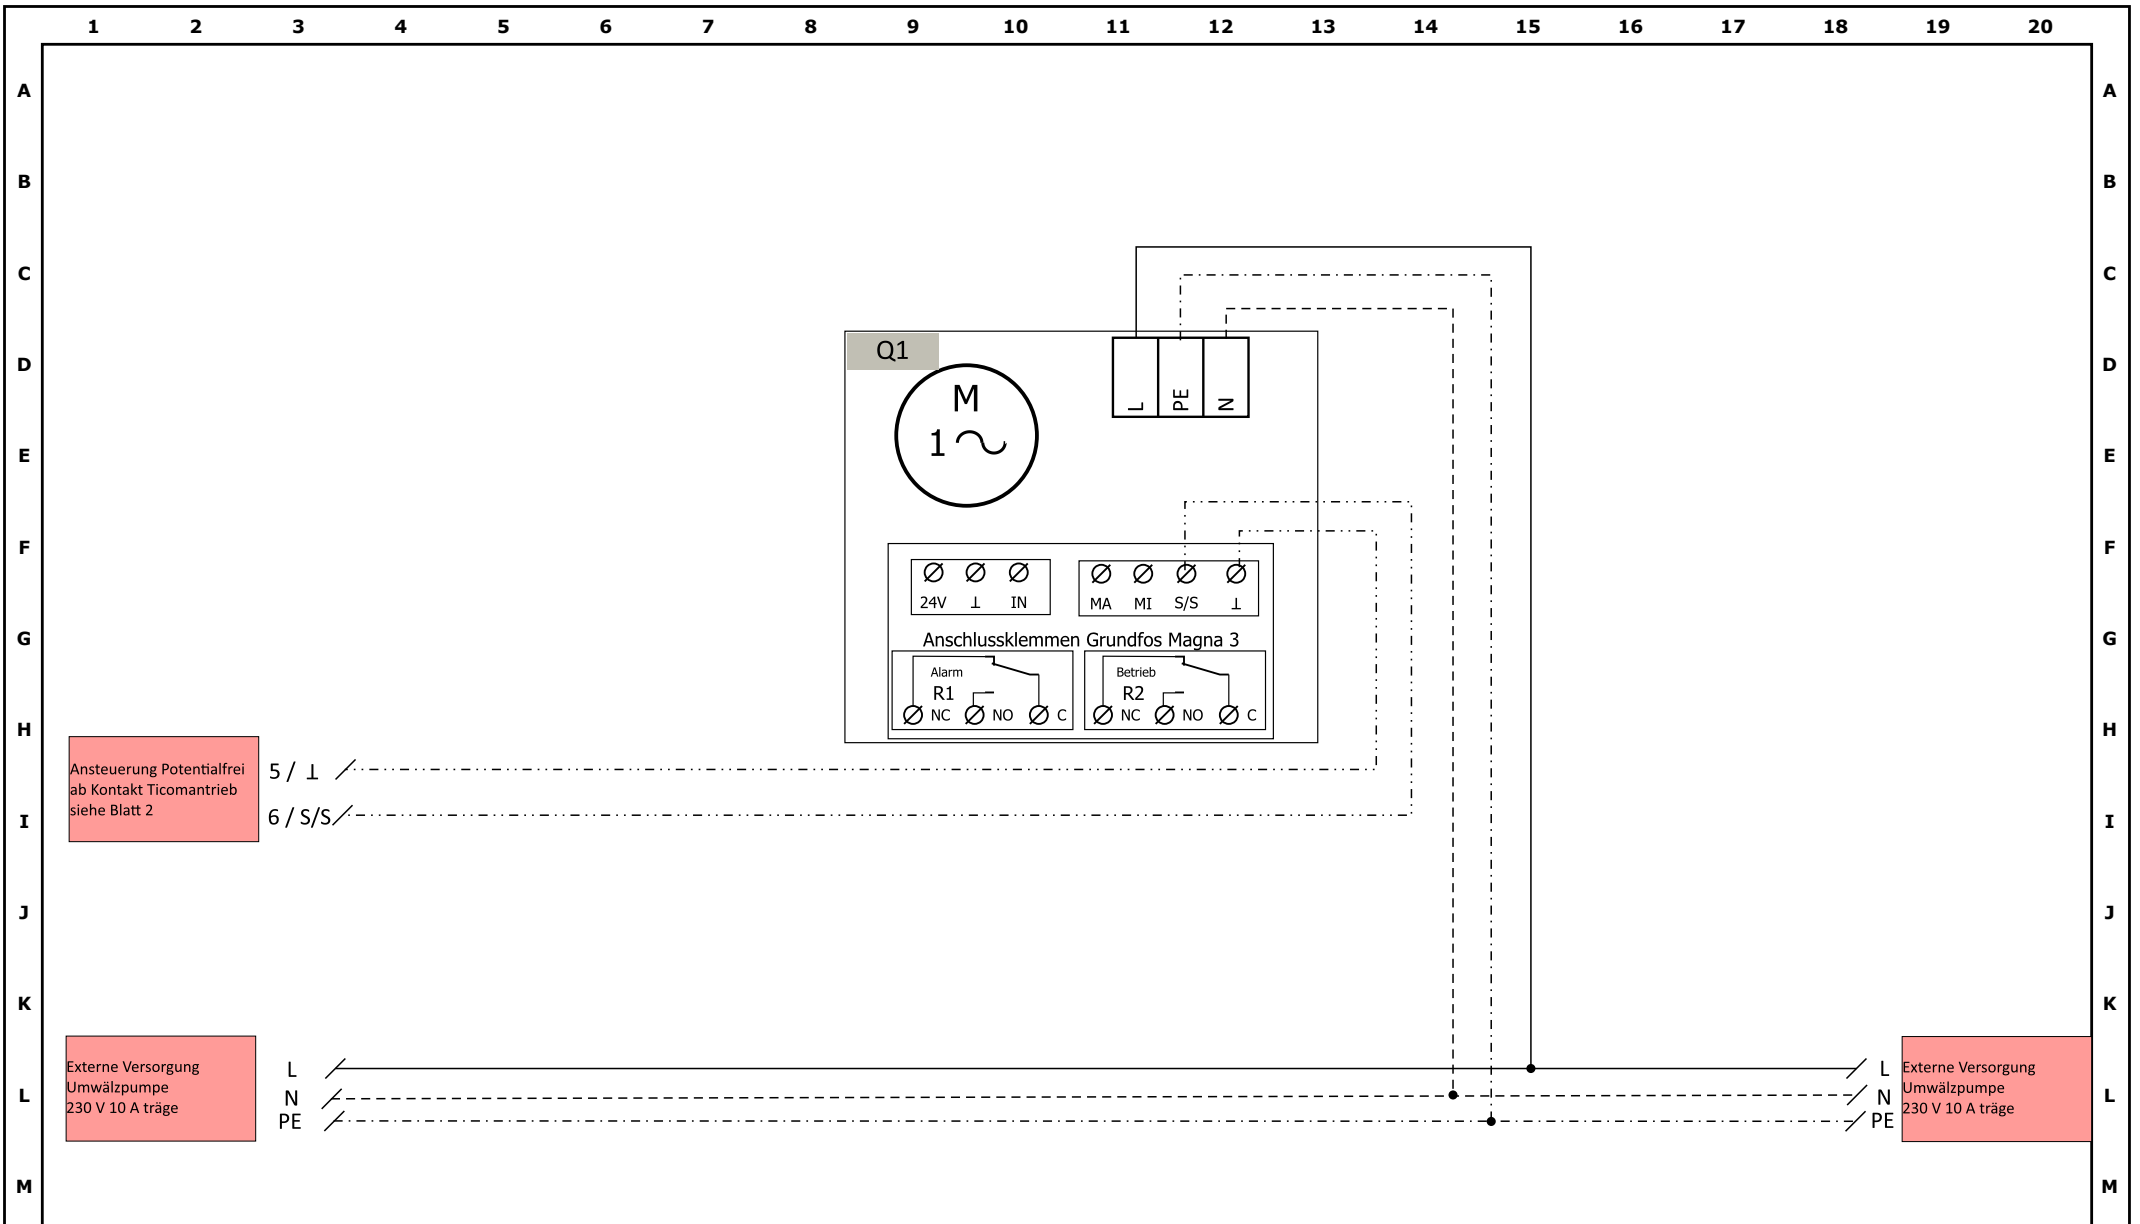 1 2 3 4 5 6 7 8 9 10 11 12 13 14 15 16 17 18 19 20
A A
B B
C C
D D
E E
F F
G G
H H
I I
J J
K K
L L
M M
Q1
M
1
L PE N
24V ⊥ IN
MA MI S/S ⊥
Anschlussklemmen Grundfos Magna 3
Alarm
R1
NC NO C
Betrieb
R2
NC NO C
Ansteuerung Potentialfrei
ab Kontakt Ticomantrieb
siehe Blatt 2
5 / ⊥
6 / S/S
Externe Versorgung
Umwälzpumpe
230 V 10 A träge
L
N
PE
L
N
PE
Externe Versorgung
Umwälzpumpe
230 V 10 A träge